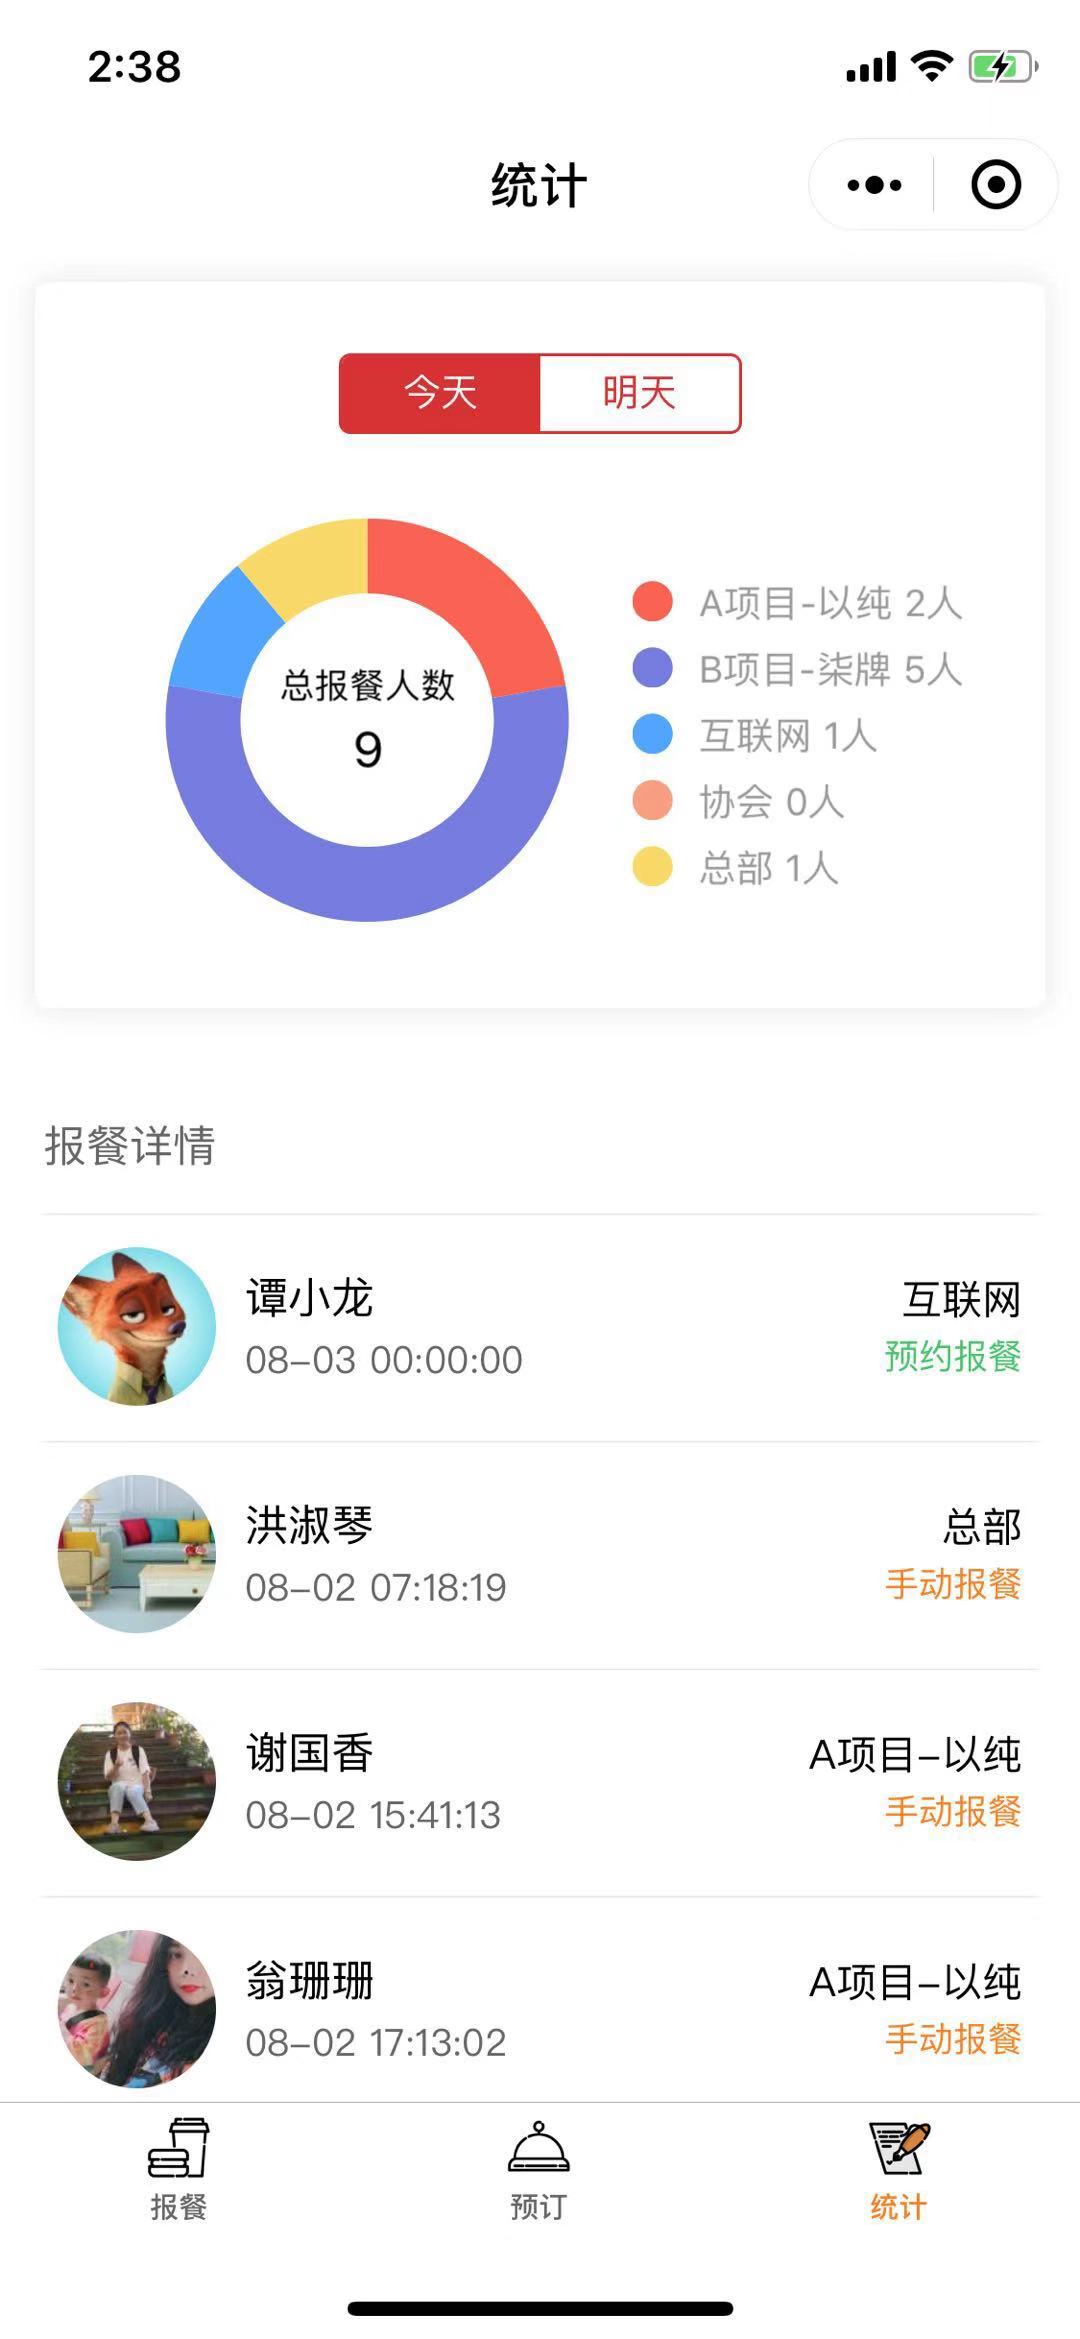 2:38
统计
今天
明天
总报餐人数
9
A项目-以纯 2人
B项目-柒牌 5人
互联网 1人
协会 0人
总部 1人
报餐详情
谭小龙
互联网
08-03 00:00:00
预约报餐
洪淑琴
总部
08-02 07:18:19
手动报餐
谢国香
A项目-以纯
08-02 15:41:13
手动报餐
翁珊珊
A项目-以纯
08-02 17:13:02
手动报餐
报餐
预订
统计